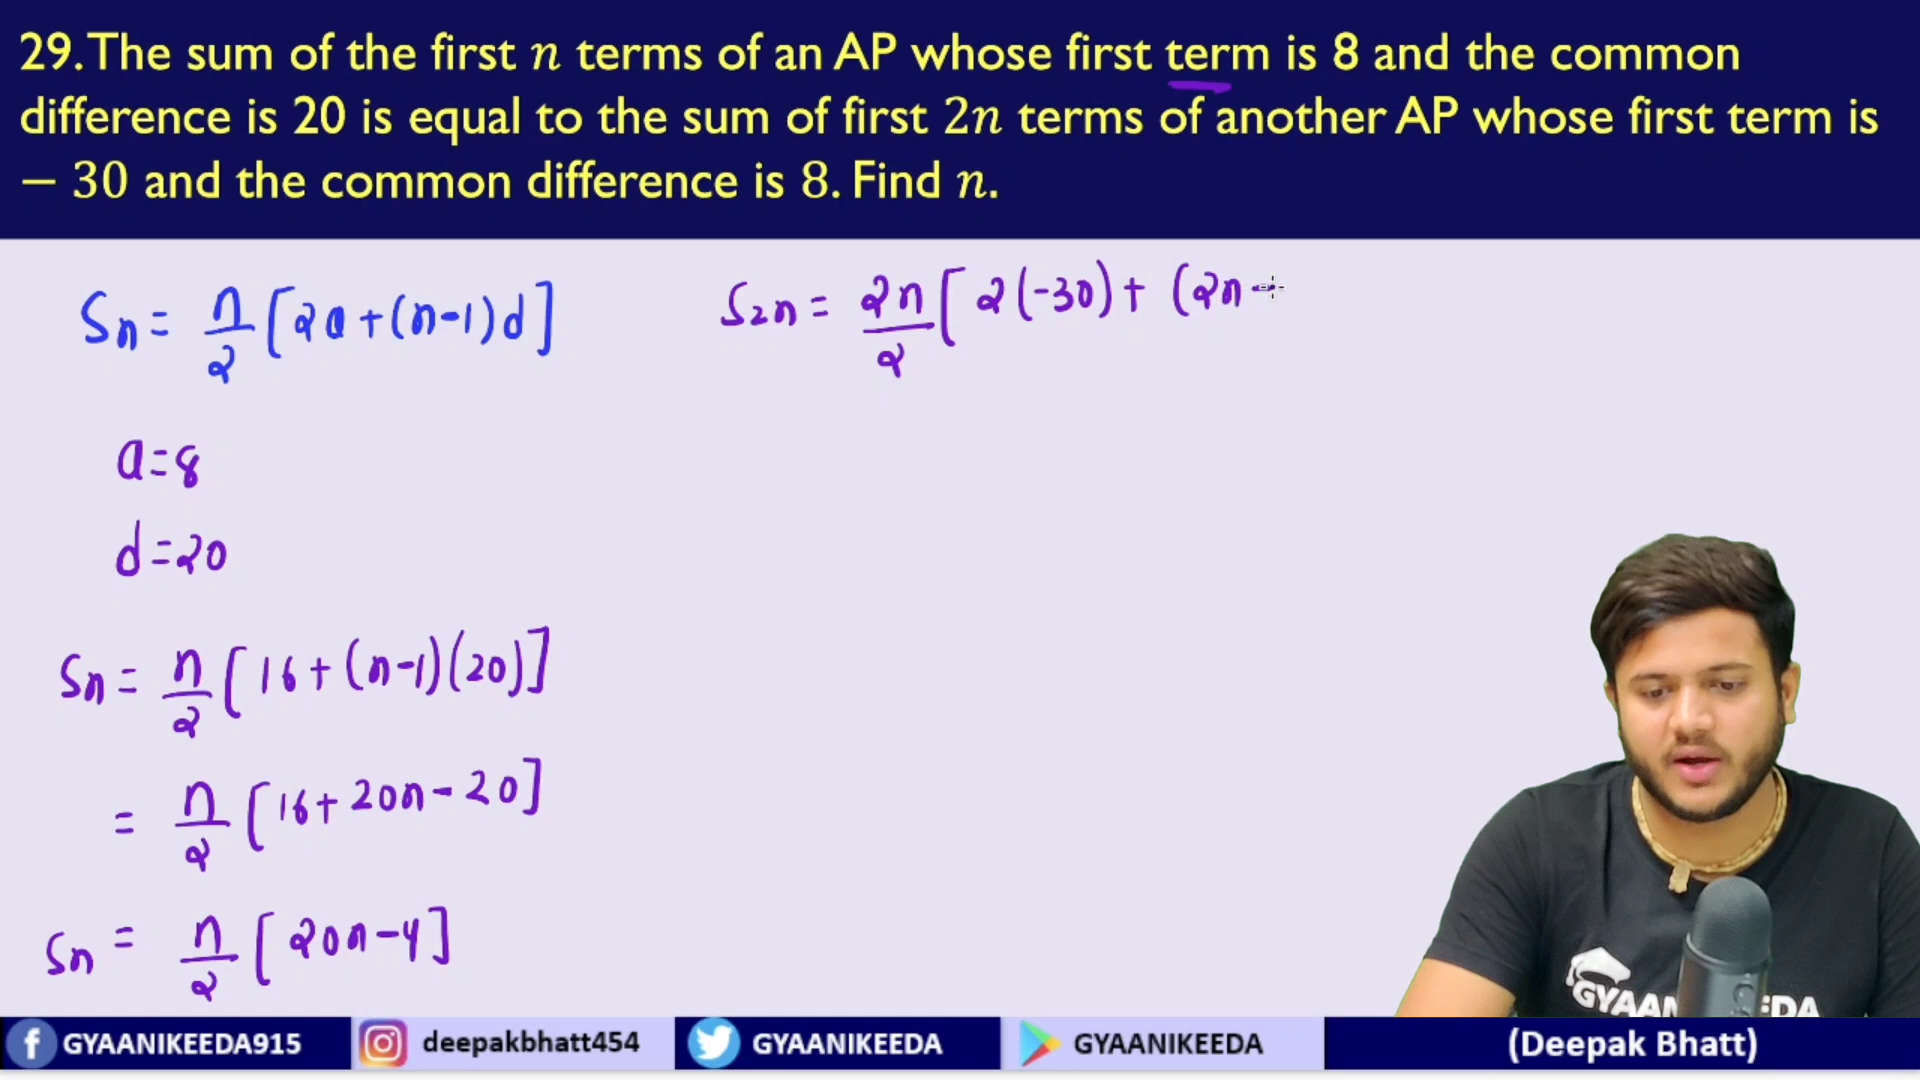 29. The sum of the first n terms of an AP whose first term is 8 and the common
difference is 20 is equal to the sum of first 2n terms of another AP whose first term is
− 30 and the common difference is 8. Find n.
Sn = n/2 [2a + (n-1)d]
a=8
d=20
Sn = n/2 [16 + (n-1)(20)]
= n/2 [16 + 20n - 20]
Sn = n/2 [20n - 4]
S2n = 2n/2 [2(-30) + (2n -
GYAANIKEEDA
GYAANIKEEDA915
deepakbhatt454
GYAANIKEEDA
GYAANIKEEDA
(Deepak Bhatt)